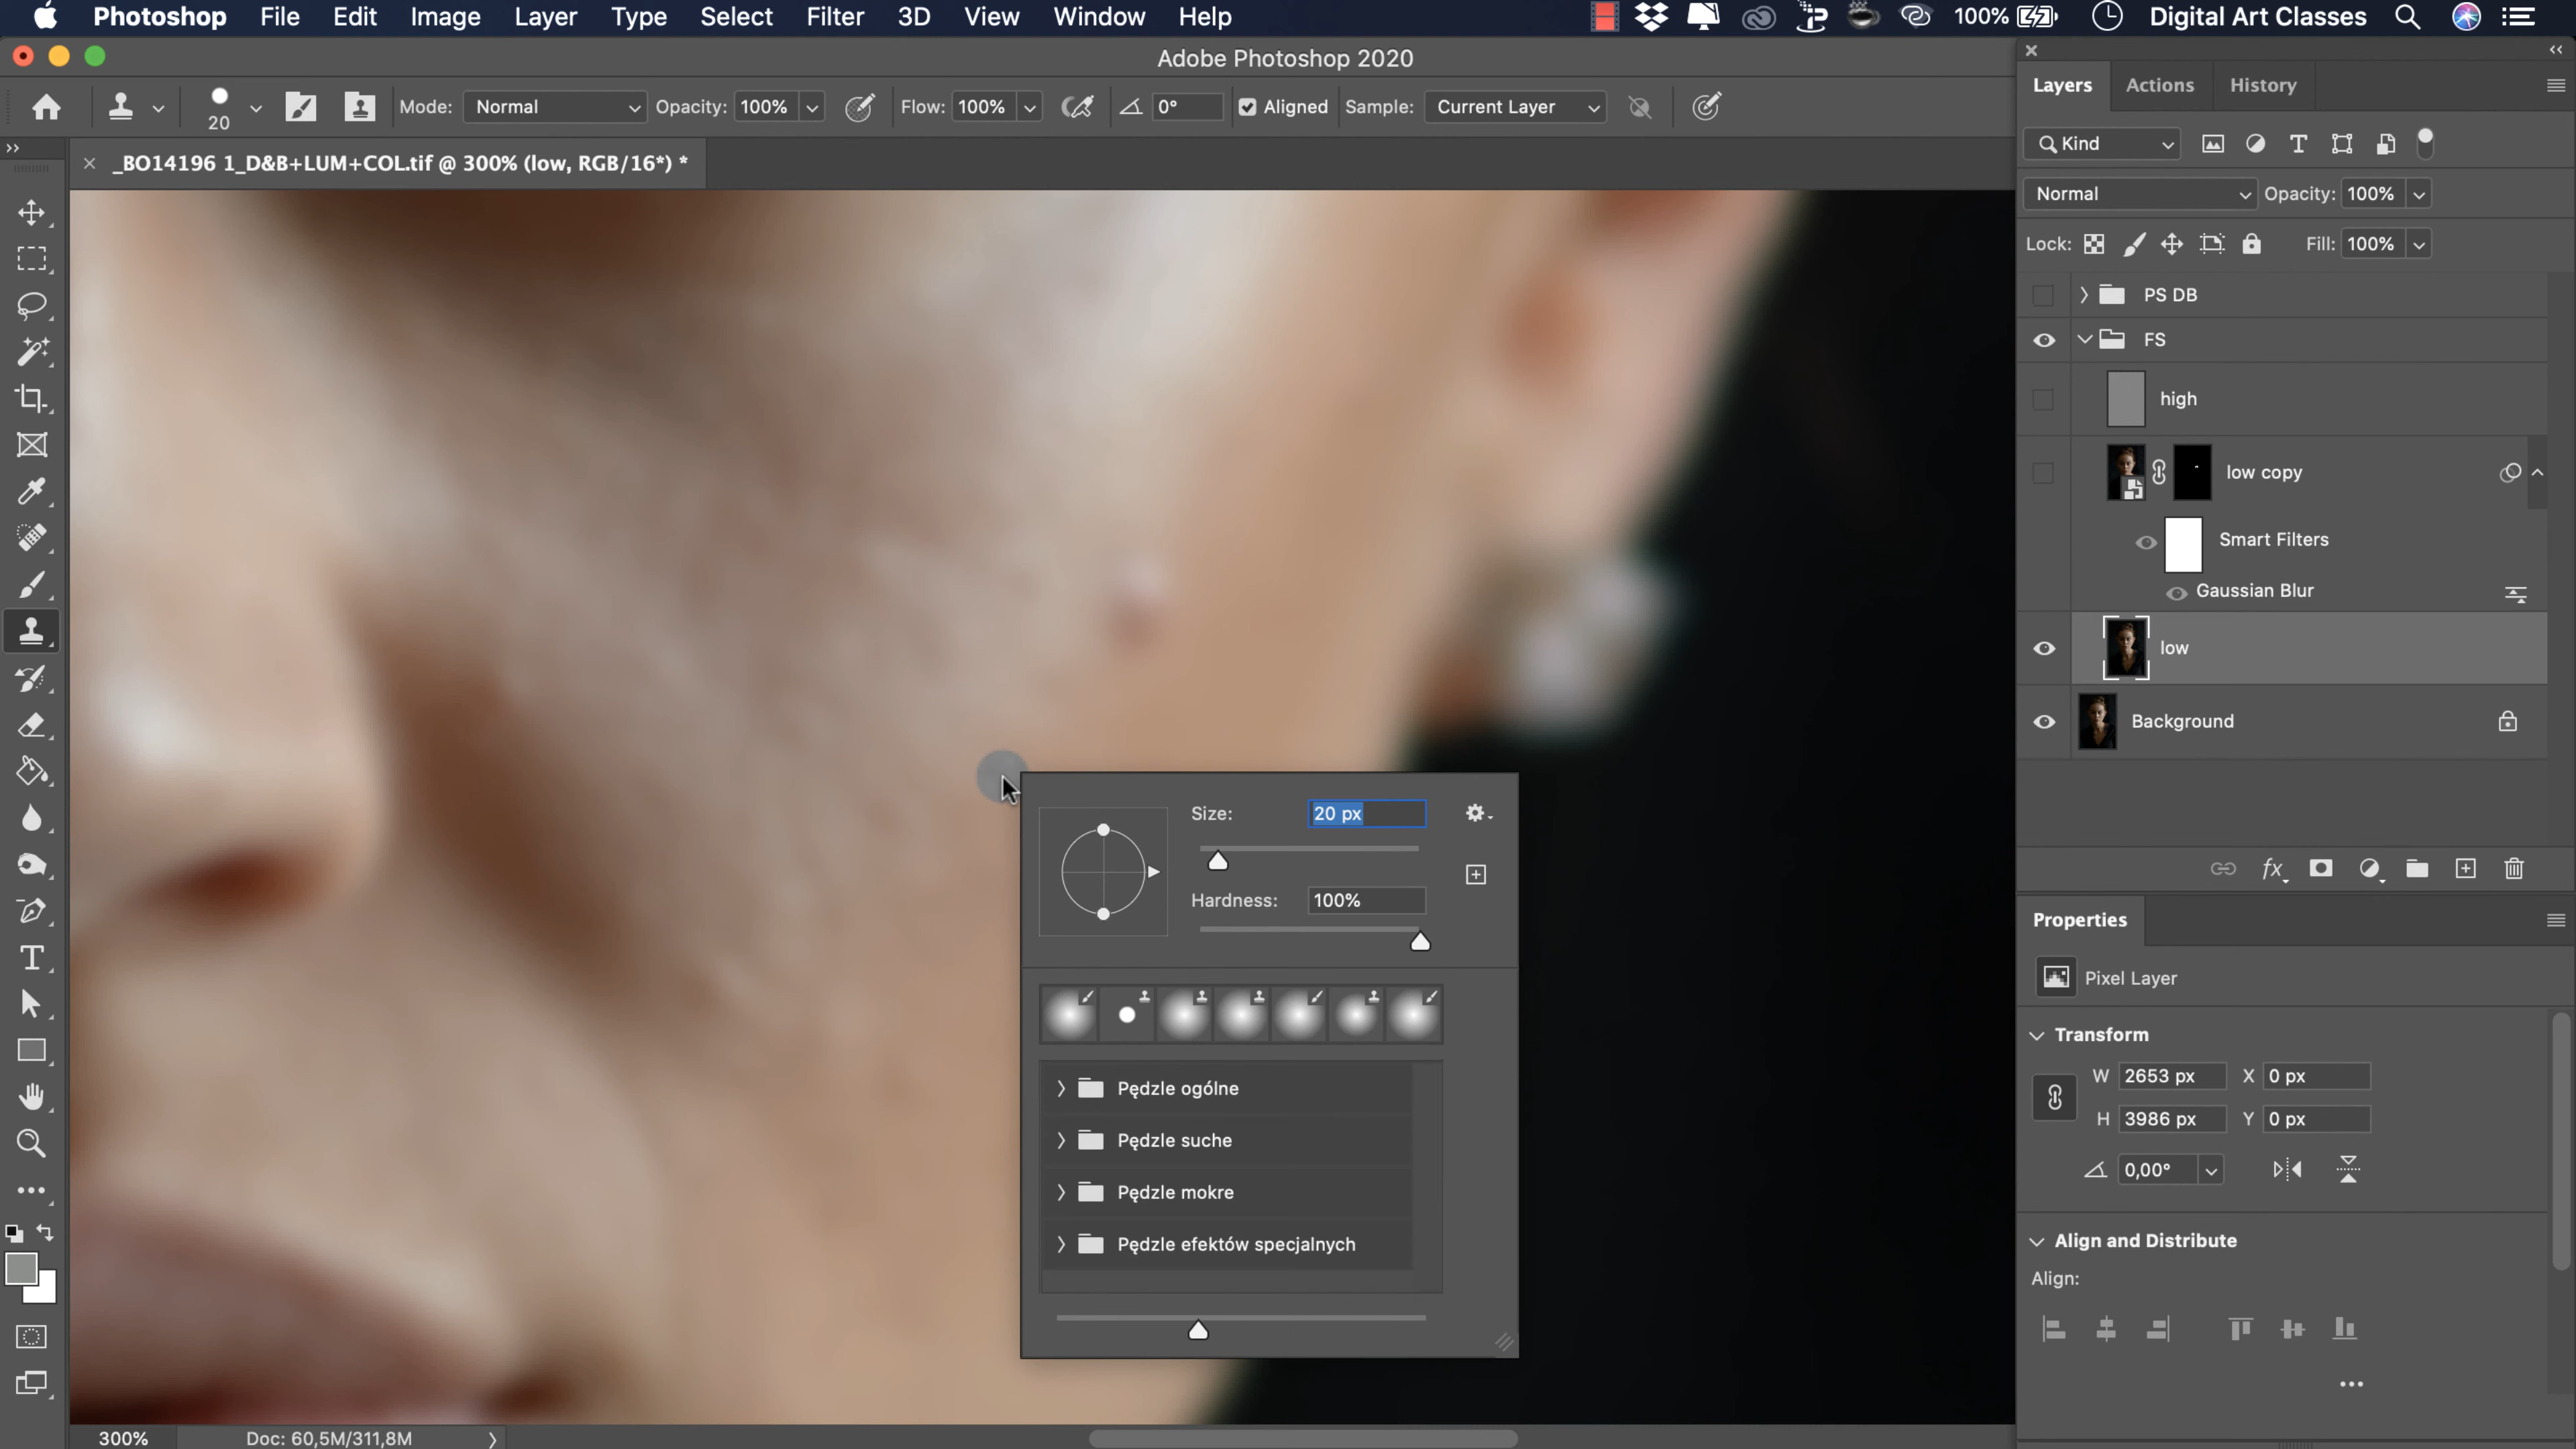 Photoshop File Edit Image Layer Type Select Filter 3D View Window Help 100% Digital Art Classes
Adobe Photoshop 2020
20 Mode: Normal Opacity: 100% Flow: 100% 0° Aligned Sample: Current Layer
_BO14196 1_D&B+LUM+COL.tif @ 300% (low, RGB/16*) *
Layers Actions History
Kind
Normal Opacity: 100%
Lock: Fill: 100%
PS DB
FS
high
low copy
Smart Filters
Gaussian Blur
low
Background
fx
Size: 20 px
Hardness: 100%
Pędzle ogólne
Pędzle suche
Pędzle mokre
Pędzle efektów specjalnych
Properties
Pixel Layer
Transform
W 2653 px X 0 px
H 3986 px Y 0 px
0,00°
Align and Distribute
Align:
300% Doc: 60,5M/311,8M